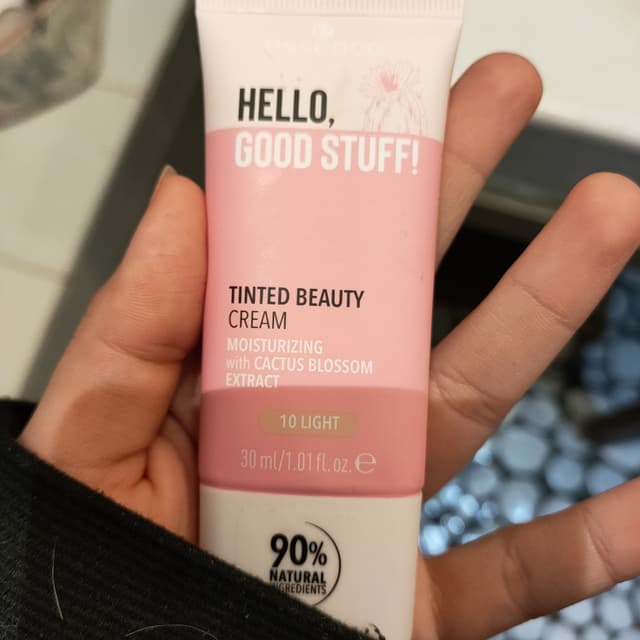 essence
HELLO,
GOOD STUFF!
TINTED BEAUTY
CREAM
MOISTURIZING
with CACTUS BLOSSOM
EXTRACT
10 LIGHT
30 ml/1.01 fl. oz. ℮
90%
NATURAL
INGREDIENTS